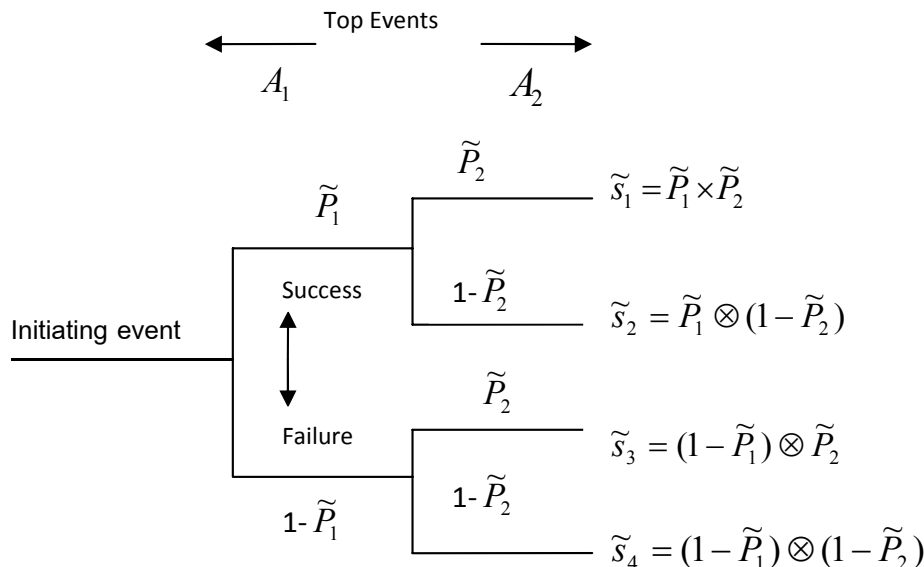 Top Events
A₁ A₂
P̃₂
P̃₁
s̃₁ = P̃₁ × P̃₂
Success
1-P̃₂
s̃₂ = P̃₁ ⊗ (1 − P̃₂)
Initiating event
P̃₂
Failure
s̃₃ = (1 − P̃₁) ⊗ P̃₂
1-P̃₂
1-P̃₁
s̃₄ = (1 − P̃₁) ⊗ (1 − P̃₂)